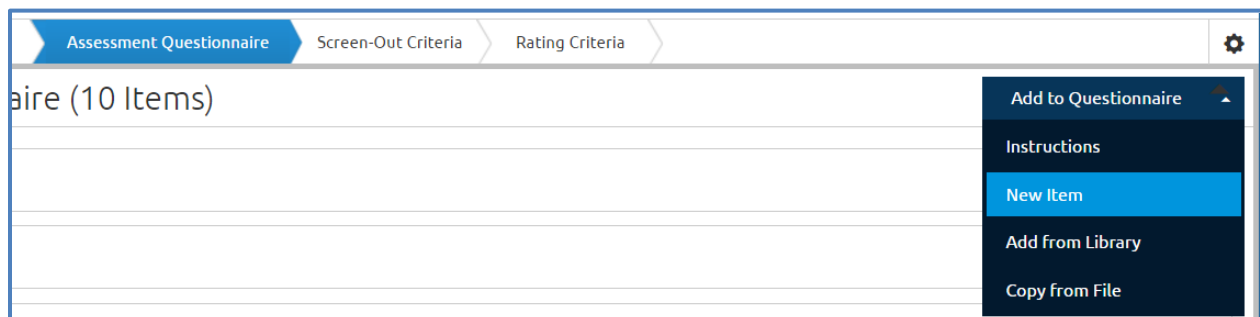 Assessment Questionnaire Screen-Out Criteria Rating Criteria
aire (10 Items)
Add to Questionnaire
Instructions
New Item
Add from Library
Copy from File